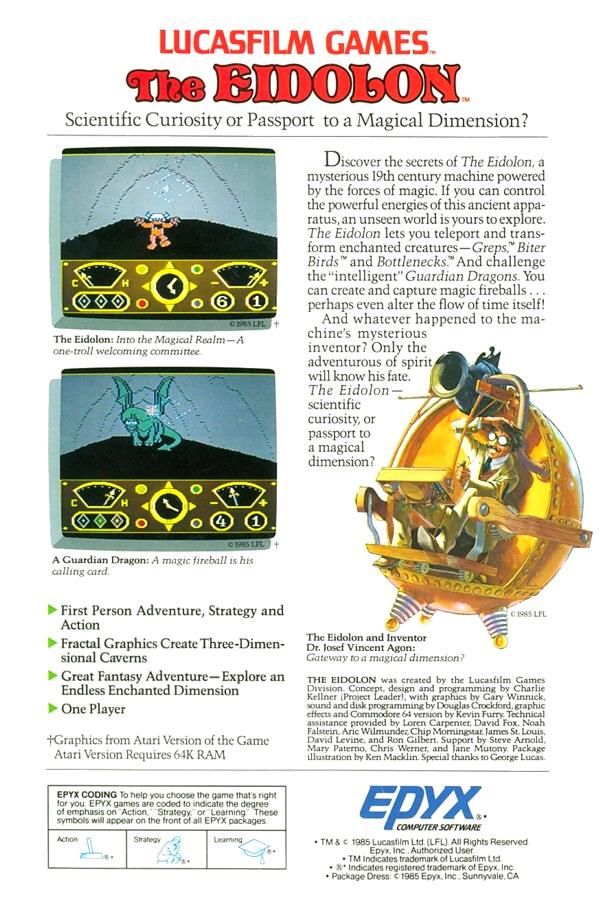 LUCASFILM GAMES™
The EIDOLON™
Scientific Curiosity or Passport to a Magical Dimension?
C H - +
6 1
© 1985 LFL †
The Eidolon: Into the Magical Realm—A
one-troll welcoming committee.
C H - +
4 1
© 1985 LFL †
A Guardian Dragon: A magic fireball is his
calling card.
▶ First Person Adventure, Strategy and
Action
▶ Fractal Graphics Create Three-Dimen-
sional Caverns
▶ Great Fantasy Adventure—Explore an
Endless Enchanted Dimension
▶ One Player
†Graphics from Atari Version of the Game
Atari Version Requires 64K RAM
Discover the secrets of The Eidolon, a
mysterious 19th century machine powered
by the forces of magic. If you can control
the powerful energies of this ancient appa-
ratus, an unseen world is yours to explore.
The Eidolon lets you teleport and trans-
form enchanted creatures—Greps,™ Biter
Birds™ and Bottlenecks.™ And challenge
the "intelligent" Guardian Dragons. You
can create and capture magic fireballs . . .
perhaps even alter the flow of time itself!
And whatever happened to the ma-
chine's mysterious
inventor? Only the
adventurous of spirit
will know his fate.
The Eidolon—
scientific
curiosity, or
passport to
a magical
dimension?
© 1985 LFL
The Eidolon and Inventor
Dr. Josef Vincent Agon:
Gateway to a magical dimension?
THE EIDOLON was created by the Lucasfilm Games
Division. Concept, design and programming by Charlie
Kellner (Project Leader), with graphics by Gary Winnick,
sound and disk programming by Douglas Crockford, graphic
effects and Commodore 64 version by Kevin Furry. Technical
assistance provided by Loren Carpenter, David Fox, Noah
Falstein, Aric Wilmunder, Chip Morningstar, James St. Louis,
David Levine, and Ron Gilbert. Support by Steve Arnold,
Mary Paterno, Chris Werner, and Jane Mutony. Package
illustration by Ken Macklin. Special thanks to George Lucas.
EPYX CODING To help you choose the game that's right
for you. EPYX games are coded to indicate the degree
of emphasis on "Action," "Strategy," or "Learning." These
symbols will appear on the front of all EPYX packages.
Action ®*
Strategy ®*
Learning ®*
EPYX ®*
COMPUTER SOFTWARE
• TM & © 1985 Lucasfilm Ltd. (LFL). All Rights Reserved.
Epyx, Inc., Authorized User.
• TM Indicates trademark of Lucasfilm Ltd.
• ®* Indicates registered trademark of Epyx, Inc.
• Package Dress: © 1985 Epyx, Inc., Sunnyvale, CA